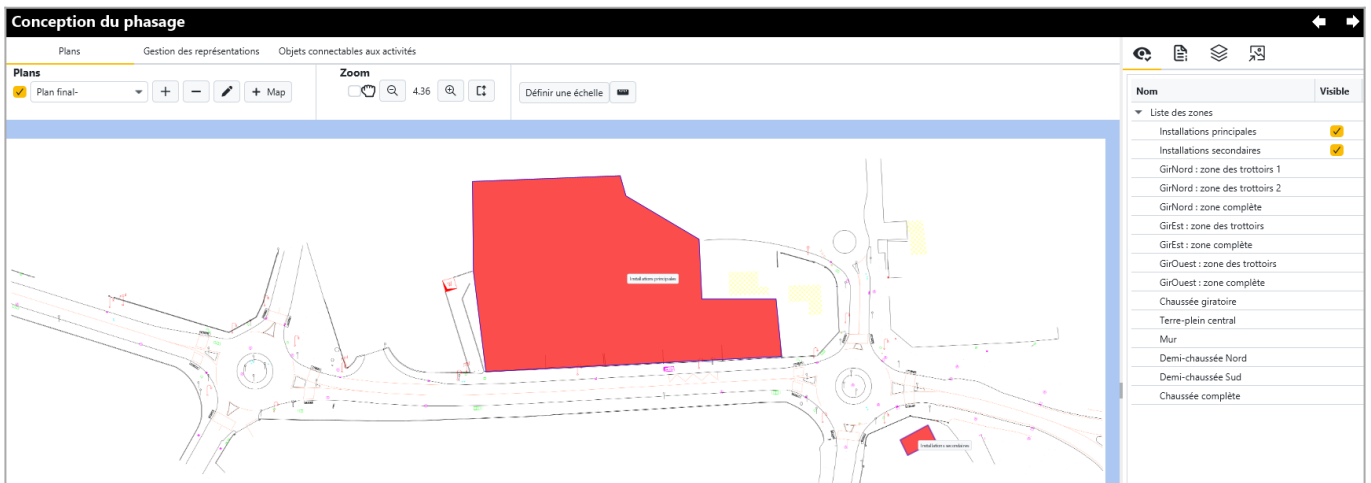 Conception du phasage
Plans Gestion des représentations Objets connectables aux activités
Plans Zoom
Plan final- + Map 4.36 Définir une échelle
Nom Visible
Liste des zones
Installations principales
Installations secondaires
GirNord : zone des trottoirs 1
GirNord : zone des trottoirs 2
GirNord : zone complète
GirEst : zone des trottoirs
GirEst : zone complète
GirOuest : zone des trottoirs
GirOuest : zone complète
Chaussée giratoire
Terre-plein central
Mur
Demi-chaussée Nord
Demi-chaussée Sud
Chaussée complète
Installations principales
Installations secondaires